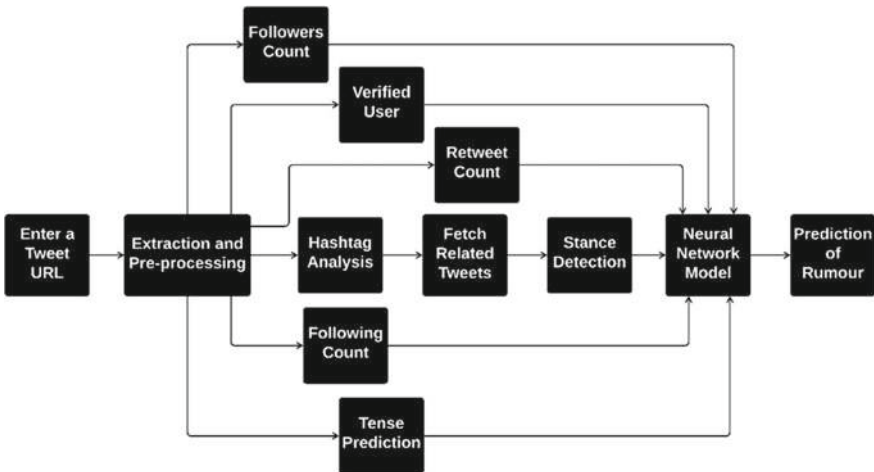 Followers
Count
Verified
User
Retweet
Count
Enter a
Tweet
URL
Extraction and
Pre-processing
Hashtag
Analysis
Fetch
Related
Tweets
Stance
Detection
Neural
Network
Model
Prediction
of
Rumour
Following
Count
Tense
Prediction